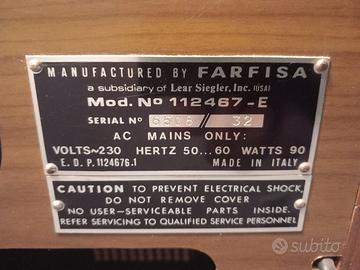 MANUFACTURED BY FARFISA
a subsidiary of Lear Siegler, Inc. (USA)
Mod. No 112467-E
SERIAL No 6508 // 32
AC MAINS ONLY:
VOLTS~230 HERTZ 50...60 WATTS 90
E.D.P. 1124676.1 MADE IN ITALY
CAUTION TO PREVENT ELECTRICAL SHOCK,
DO NOT REMOVE COVER
NO USER-SERVICEABLE PARTS INSIDE.
REFER SERVICING TO QUALIFIED SERVICE PERSONNEL
subito